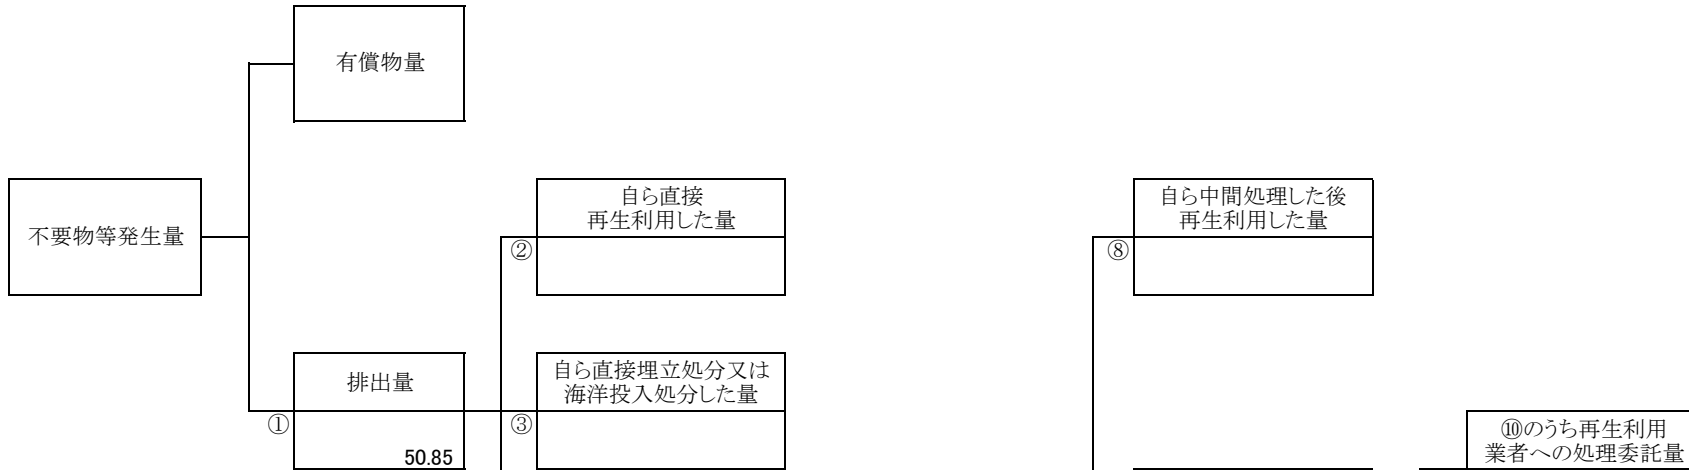 有償物量
不要物等発生量
自ら直接
再生利用した量
②
自ら中間処理した後
再生利用した量
⑧
排出量
①
50.85
自ら直接埋立処分又は
海洋投入処分した量
③
⑩のうち再生利用
業者への処理委託量